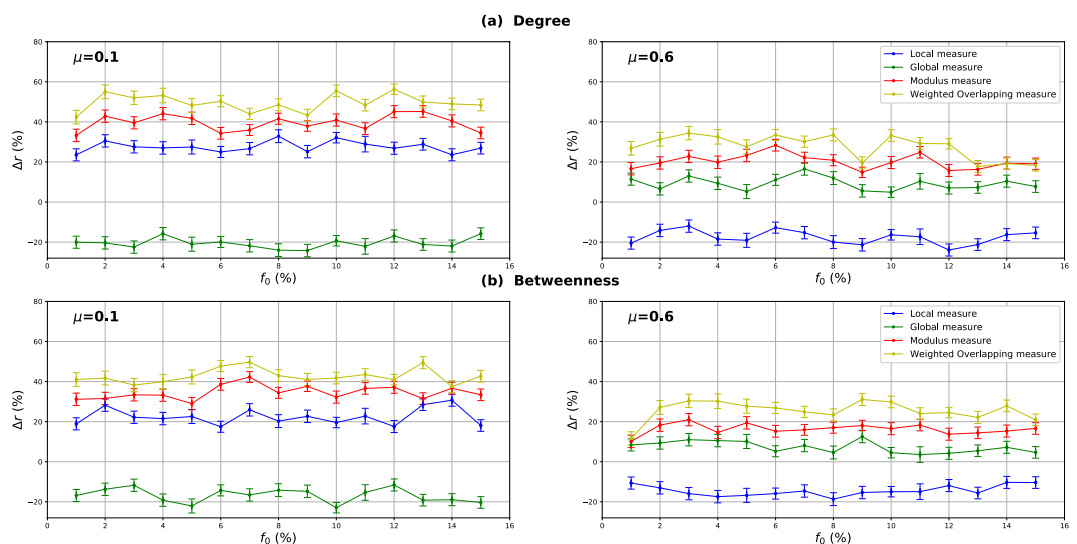 (a) Degree
μ=0.1
80
60
40
20
0
−20
Δr (%)
0 2 4 6 8 10 12 14 16
f₀ (%)
μ=0.6
Local measure
Global measure
Modulus measure
Weighted Overlapping measure
80
60
40
20
0
−20
Δr (%)
0 2 4 6 8 10 12 14 16
f₀ (%)
(b) Betweenness
μ=0.1
80
60
40
20
0
−20
Δr (%)
0 2 4 6 8 10 12 14 16
f₀ (%)
μ=0.6
Local measure
Global measure
Modulus measure
Weighted Overlapping measure
80
60
40
20
0
−20
Δr (%)
0 2 4 6 8 10 12 14 16
f₀ (%)